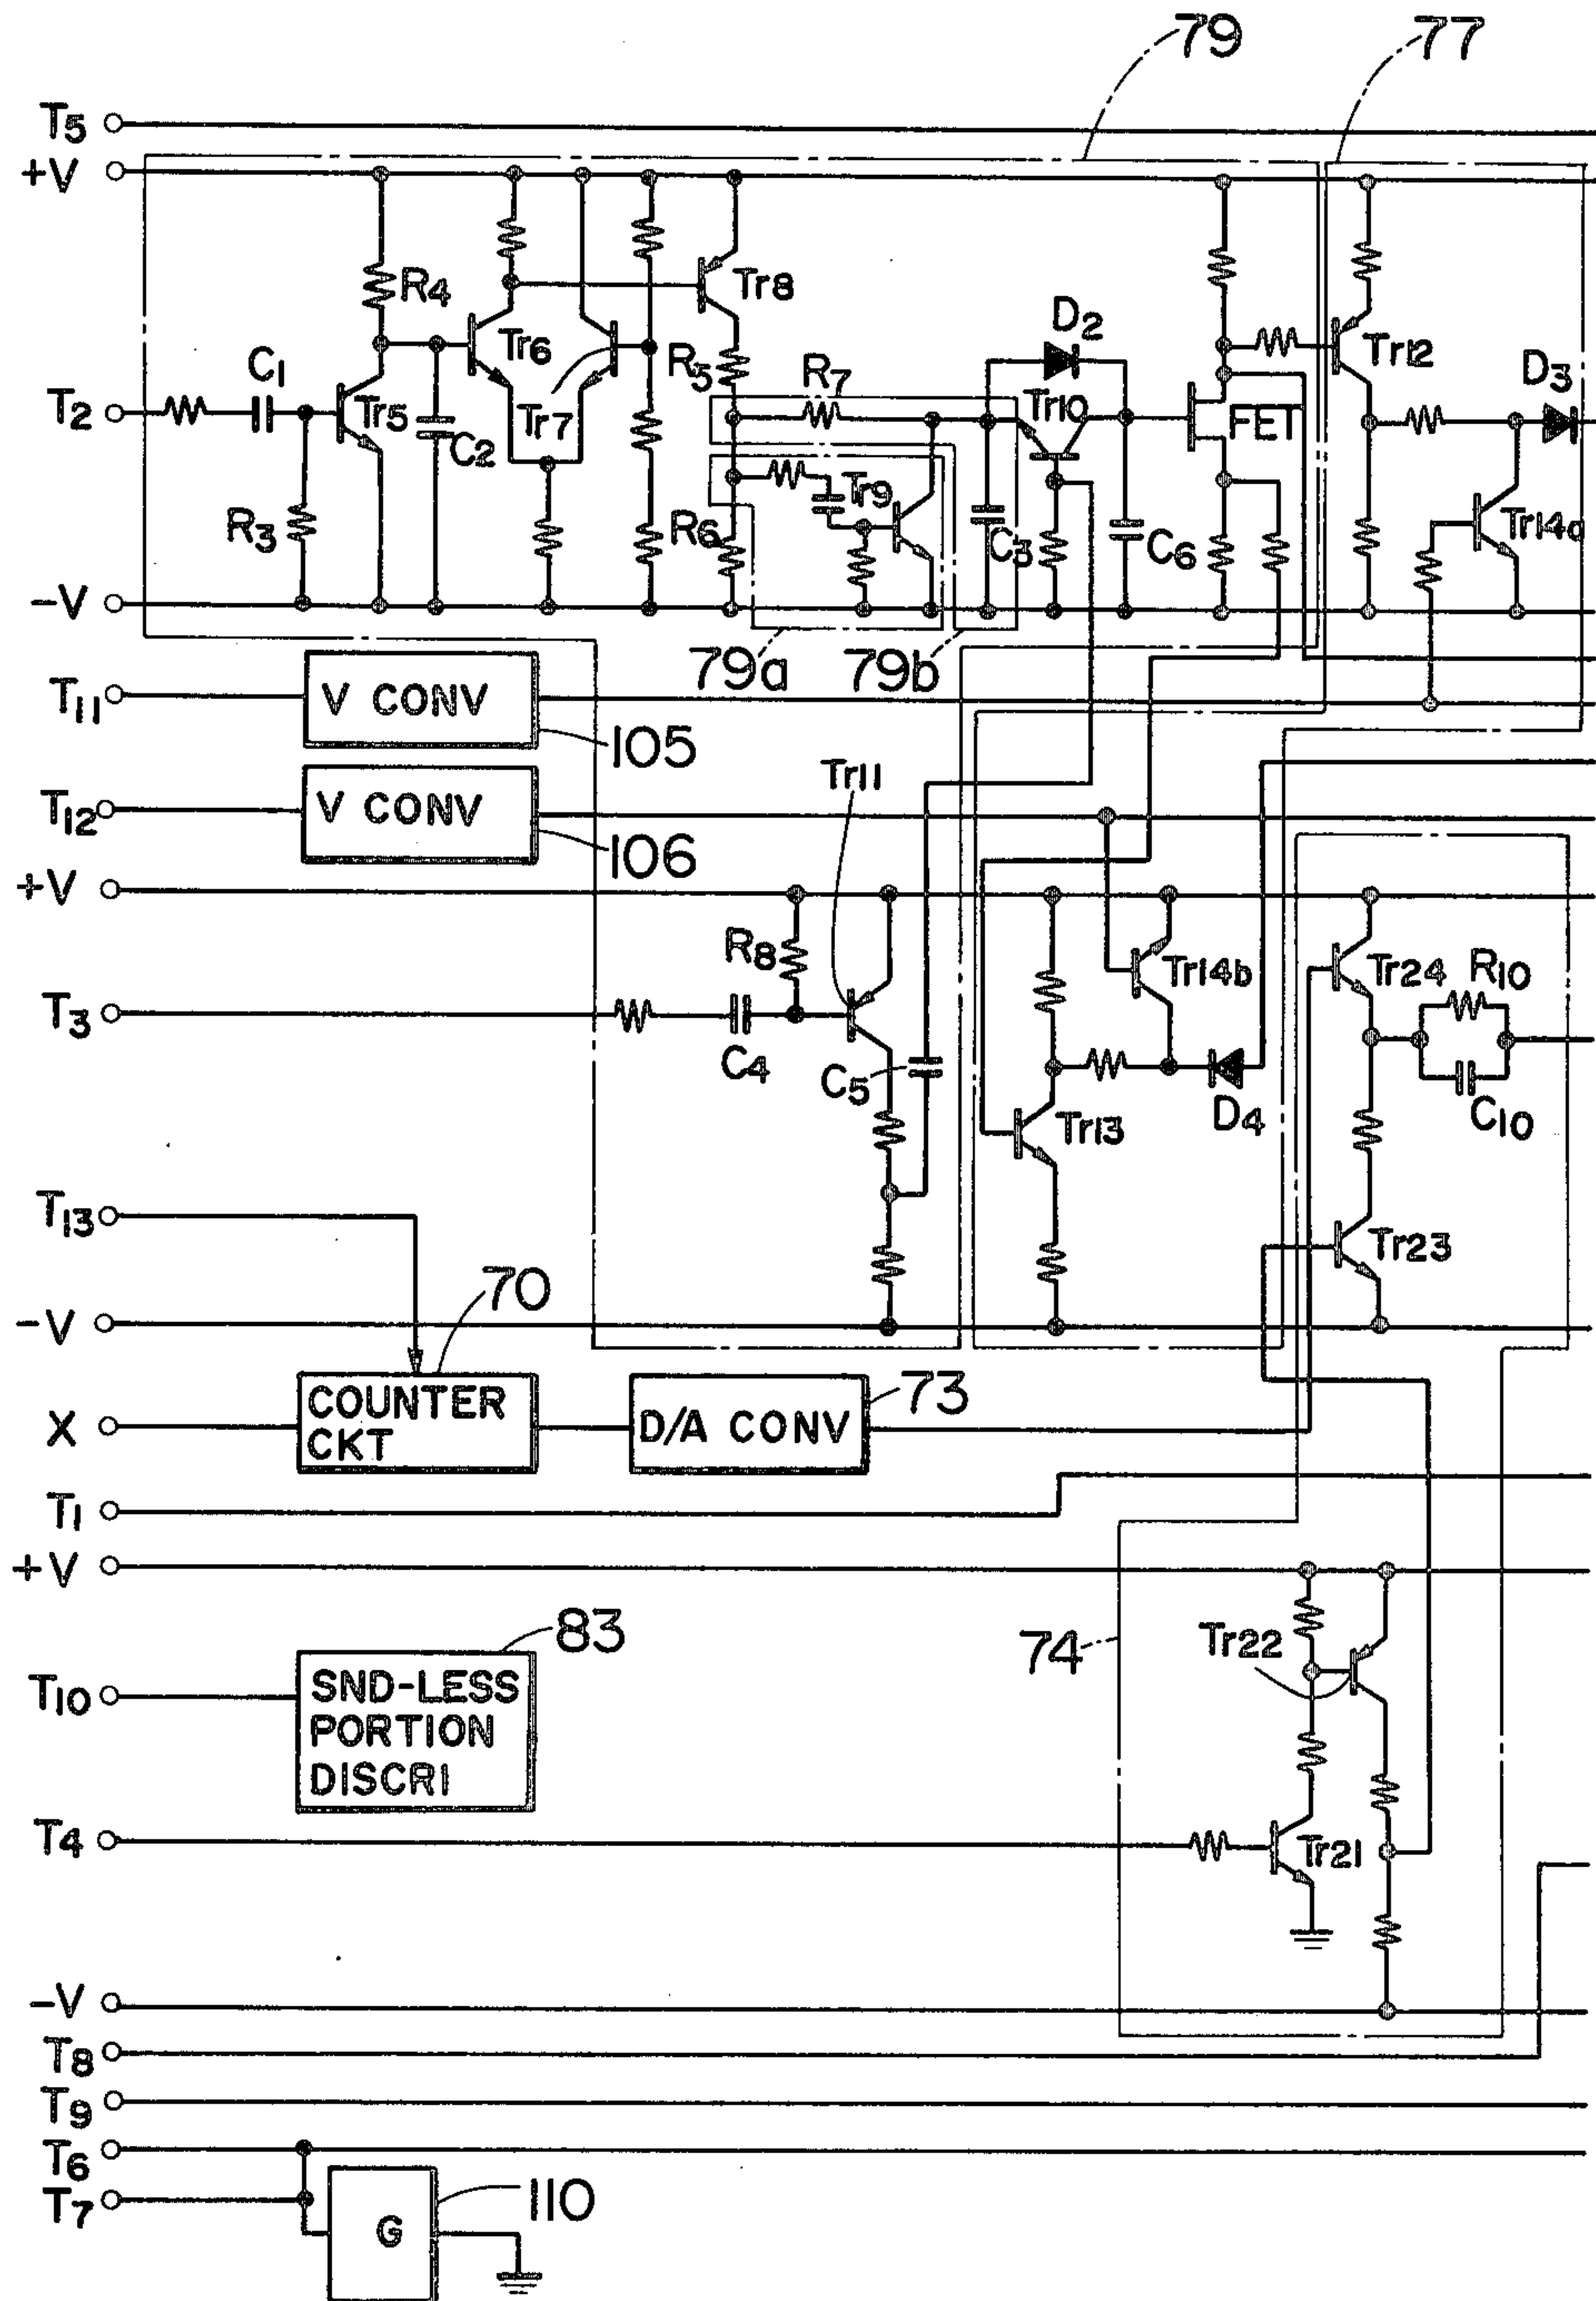 79
77
T5
+V
R4
Tr8
D2
Tr6
C1
R5
R7
Tr12
D3
T2
Tr5
Tr7
Tr10
FET
C2
Tr9
R3
R6
C3
C6
Tr14a
-V
79a
79b
T11
V CONV
105
Tr11
T12
V CONV
106
+V
R8
Tr14b
Tr24
R10
T3
C4
C5
Tr13
D4
C10
T13
Tr23
70
-V
73
X
COUNTER
CKT
D/A CONV
T1
+V
83
74
Tr22
T10
SND-LESS
PORTION
DISCRI
T4
Tr21
-V
T8
T9
T6
T7
G
110